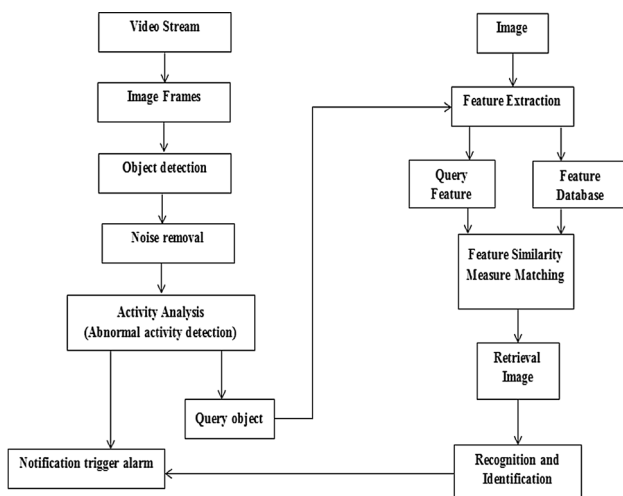 Video Stream
Image Frames
Object detection
Noise removal
Activity Analysis
(Abnormal activity detection)
Query object
Notification trigger alarm
Image
Feature Extraction
Query
Feature
Feature
Database
Feature Similarity
Measure Matching
Retrieval
Image
Recognition and
Identification